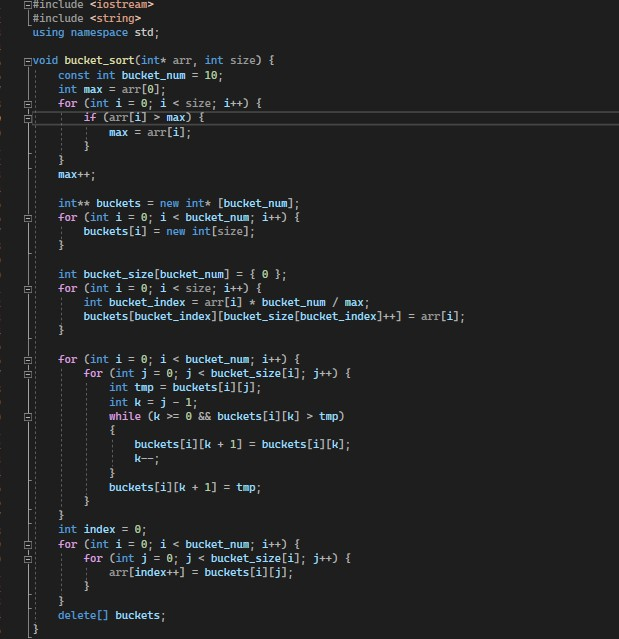 #include <iostream>
#include <string>
using namespace std;
void bucket_sort(int* arr, int size) {
const int bucket_num = 10;
int max = arr[0];
for (int i = 0; i < size; i++) {
if (arr[i] > max) {
max = arr[i];
}
}
max++;
int** buckets = new int* [bucket_num];
for (int i = 0; i < bucket_num; i++) {
buckets[i] = new int[size];
}
int bucket_size[bucket_num] = { 0 };
for (int i = 0; i < size; i++) {
int bucket_index = arr[i] * bucket_num / max;
buckets[bucket_index][bucket_size[bucket_index]++] = arr[i];
}
for (int i = 0; i < bucket_num; i++) {
for (int j = 0; j < bucket_size[i]; j++) {
int tmp = buckets[i][j];
int k = j - 1;
while (k >= 0 && buckets[i][k] > tmp)
{
buckets[i][k + 1] = buckets[i][k];
k--;
}
buckets[i][k + 1] = tmp;
}
}
int index = 0;
for (int i = 0; i < bucket_num; i++) {
for (int j = 0; j < bucket_size[i]; j++) {
arr[index++] = buckets[i][j];
}
}
delete[] buckets;
}